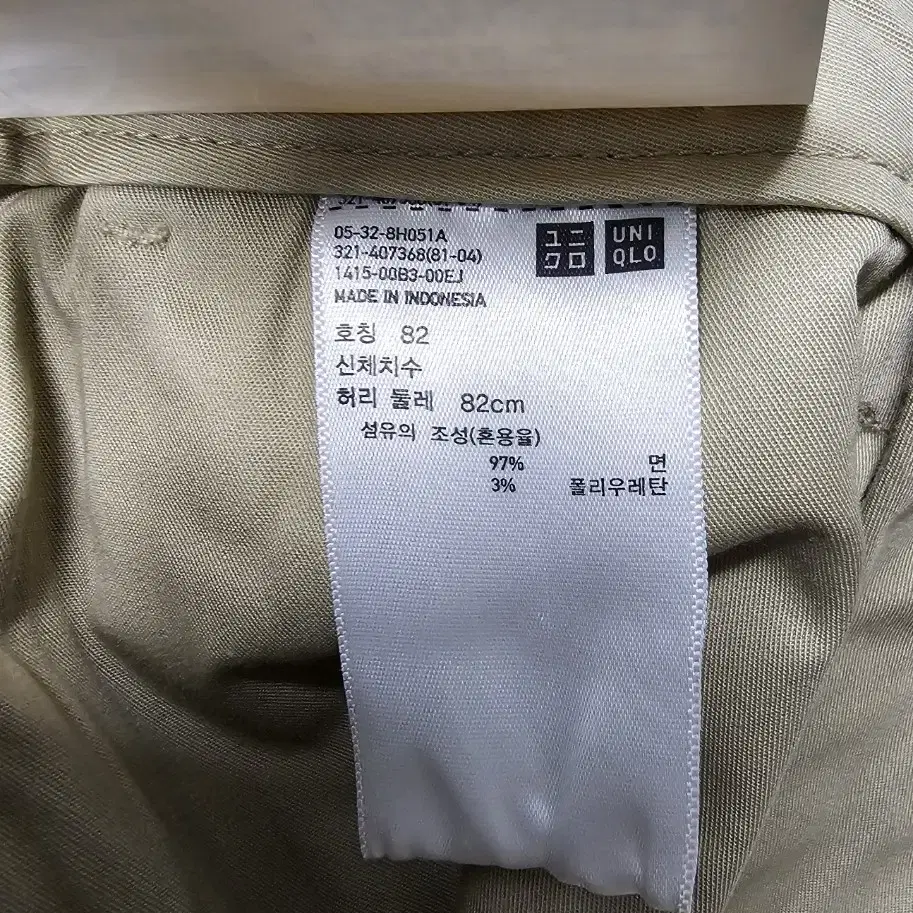 05-32-8H051A
321-407368(81-04)
1415-00B3-00EJ
MADE IN INDONESIA
ユニ
クロ
UNI
QLO
호칭 82
신체치수
허리 둘레 82cm
섬유의 조성(혼용율)
97% 면
3% 폴리우레탄